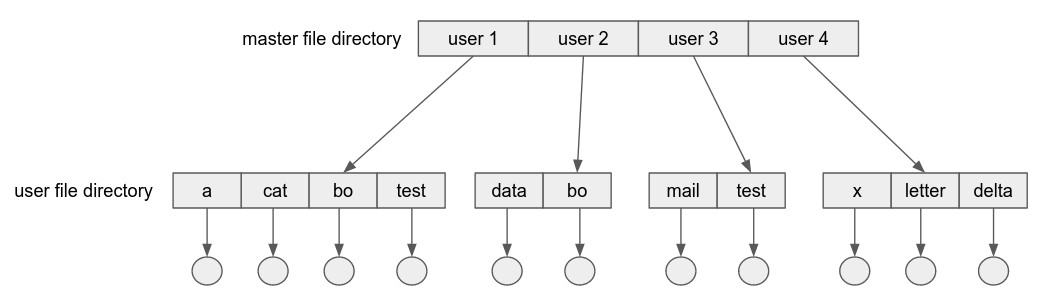 master file directory user 1 user 2 user 3 user 4
user file directory a cat bo test data bo mail test x letter delta